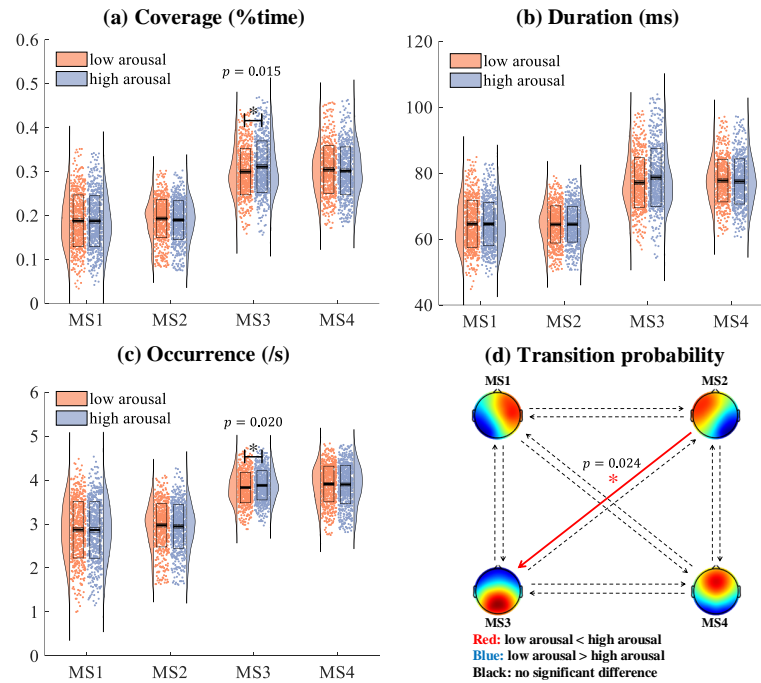 (a) Coverage (%time)
0.6
0.5
0.4
0.3
0.2
0.1
0
low arousal
high arousal
p = 0.015
*
MS1 MS2 MS3 MS4
(b) Duration (ms)
120
100
80
60
40
low arousal
high arousal
MS1 MS2 MS3 MS4
(c) Occurrence (/s)
6
5
4
3
2
1
0
low arousal
high arousal
p = 0.020
*
MS1 MS2 MS3 MS4
(d) Transition probability
MS1 MS2
p = 0.024
*
MS3 MS4
Red: low arousal < high arousal
Blue: low arousal > high arousal
Black: no significant difference